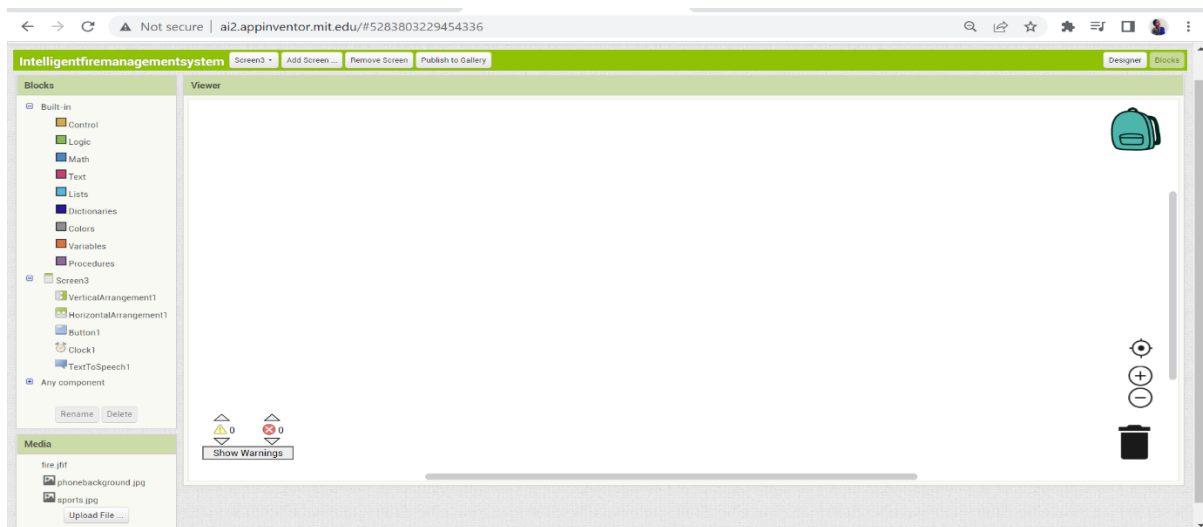 Not secure | ai2.appinventor.mit.edu/#5283803229454336
Intelligentfiremanagementsystem Screen3 Add Screen ... Remove Screen Publish to Gallery Designer Blocks
Blocks
Viewer
Built-in
Control
Logic
Math
Text
Lists
Dictionaries
Colors
Variables
Procedures
Screen3
VerticalArrangement1
HorizontalArrangement1
Button1
Clock1
TextToSpeech1
Any component
Rename Delete
0 0
Show Warnings
Media
fire.jfif
phonebackground.jpg
sports.jpg
Upload File ...